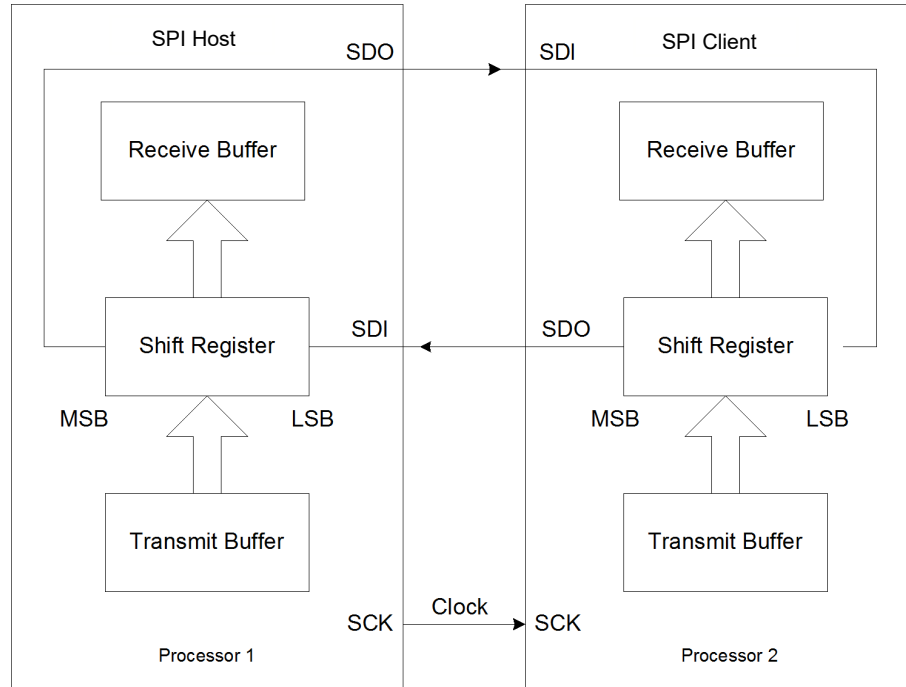 SPI Host
SDO
SDI
SPI Client
Receive Buffer
Receive Buffer
Shift Register
SDI
SDO
Shift Register
MSB
LSB
MSB
LSB
Transmit Buffer
Transmit Buffer
SCK
Clock
SCK
Processor 1
Processor 2